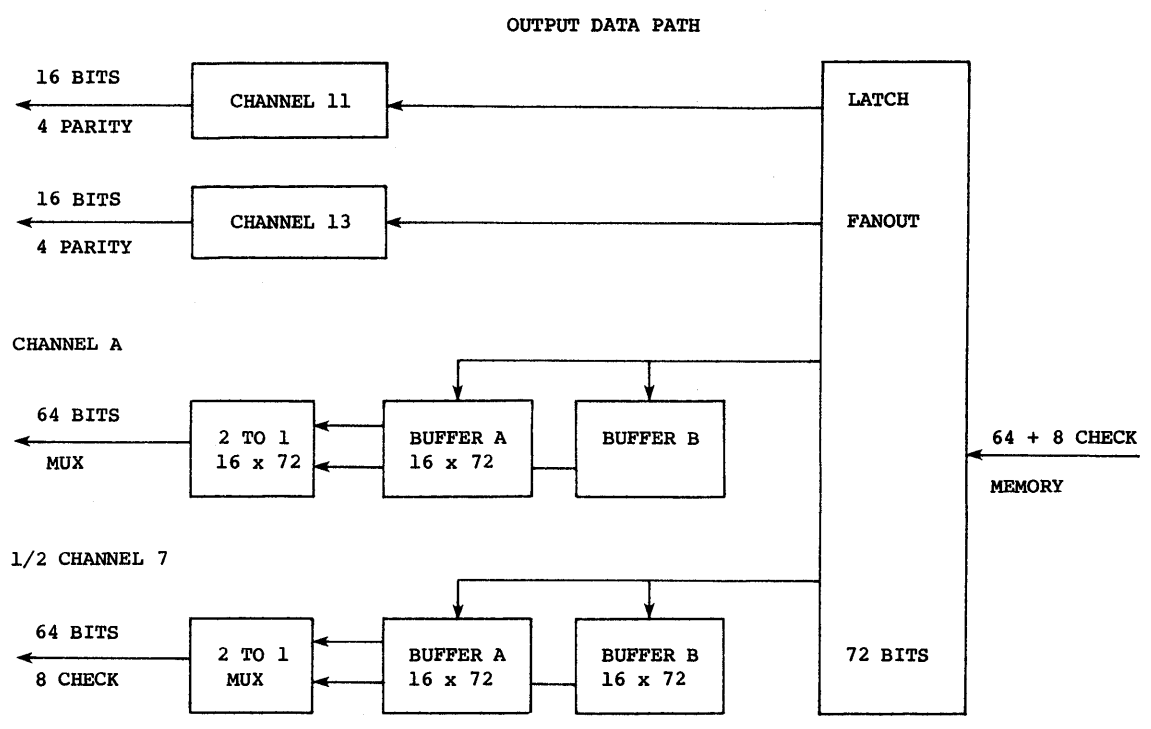 OUTPUT DATA PATH
16 BITS
4 PARITY
CHANNEL 11
LATCH
16 BITS
4 PARITY
CHANNEL 13
FANOUT
CHANNEL A
64 BITS
MUX
2 TO 1
16 x 72
BUFFER A
16 x 72
BUFFER B
64 + 8 CHECK
MEMORY
1/2 CHANNEL 7
64 BITS
8 CHECK
2 TO 1
MUX
BUFFER A
16 x 72
BUFFER B
16 x 72
72 BITS